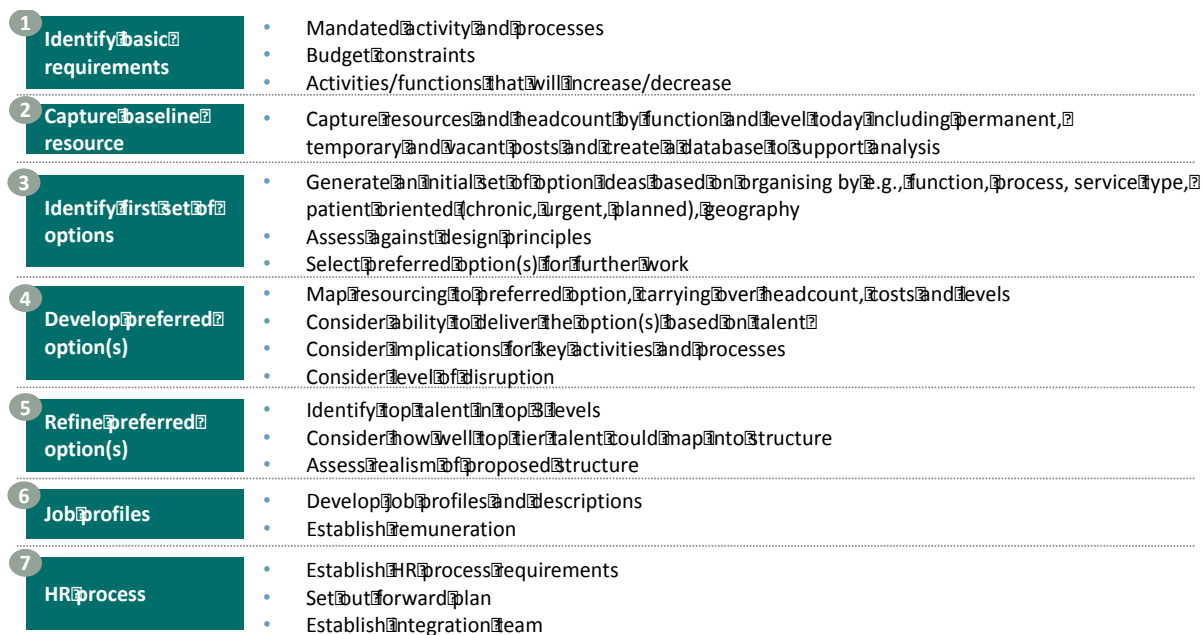 1
Identify basic
requirements
• Mandated activity and processes
• Budget constraints
• Activities/functions that will increase/decrease
2
Capture baseline
resource
• Capture resources and headcount by function and level today including permanent,
temporary and vacant posts and create a database to support analysis
3
Identify first set of
options
• Generate an initial set of option ideas based on organising by e.g., function, process, service type,
patient oriented (chronic, urgent, planned), geography
• Assess against design principles
• Select preferred option(s) for further work
4
Develop preferred
option(s)
• Map resourcing to preferred option, carrying over headcount, costs and levels
• Consider ability to deliver the option(s) based on talent
• Consider implications for key activities and processes
• Consider level of disruption
5
Refine preferred
option(s)
• Identify top talent in top 3 levels
• Consider how well top tier talent could map into structure
• Assess realism of proposed structure
6
Job profiles
• Develop job profiles and descriptions
• Establish remuneration
7
HR process
• Establish HR process requirements
• Set out forward plan
• Establish integration team